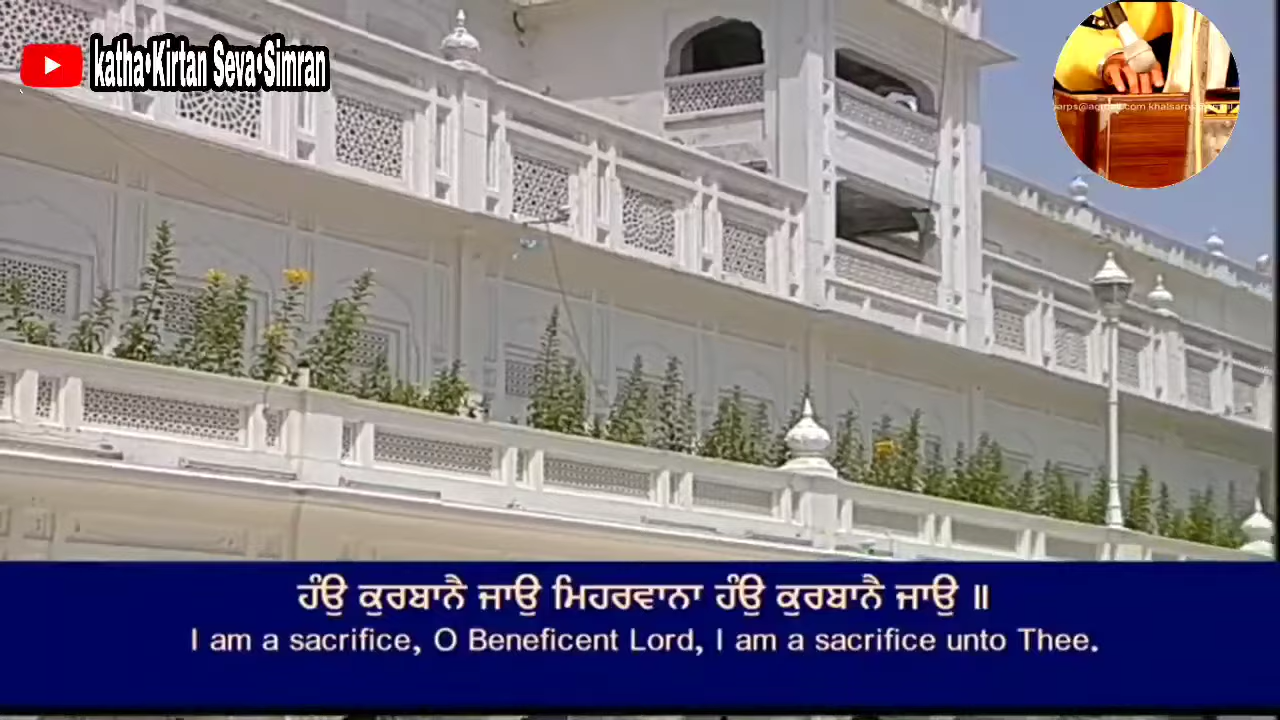 katha•Kirtan Seva•Simran
ਹੰਉ ਕੁਰਬਾਨੈ ਜਾਉ ਮਿਹਰਵਾਨਾ ਹੰਉ ਕੁਰਬਾਨੈ ਜਾਉ ॥
I am a sacrifice, O Beneficent Lord, I am a sacrifice unto Thee.